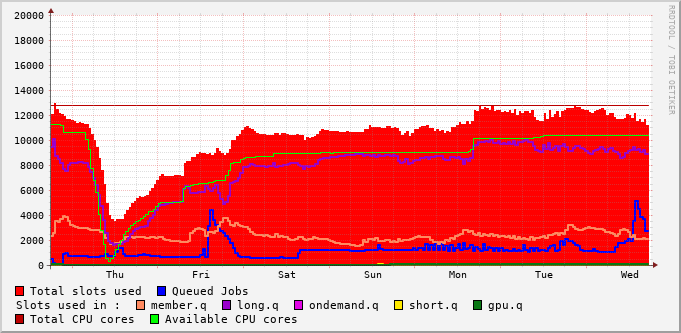 20000
18000
16000
14000
12000
10000
8000
6000
4000
2000
0
Thu Fri Sat Sun Mon Tue Wed
Total slots used Queued Jobs
Slots used in : member.q long.q ondemand.q short.q gpu.q
Total CPU cores Available CPU cores
RRDTOOL / TOBI OETIKER